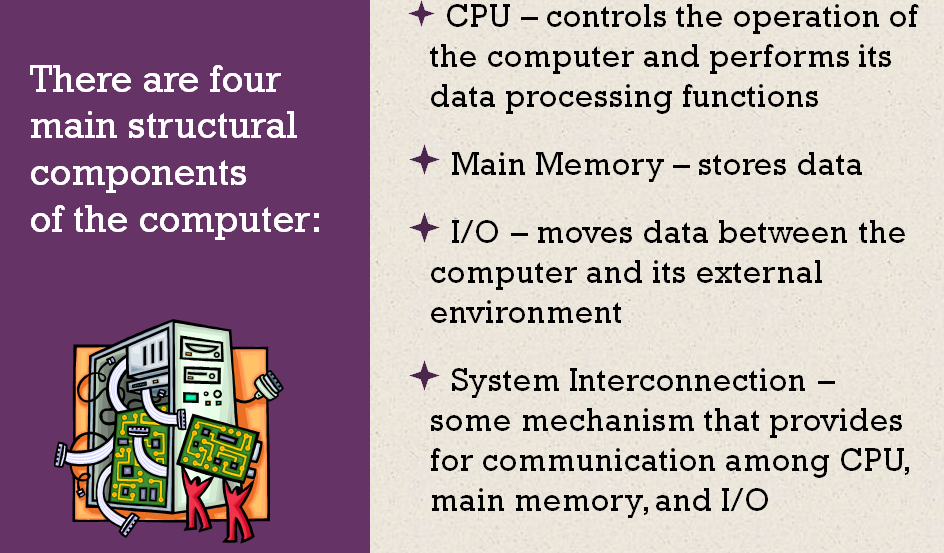 There are four
main structural
components
of the computer:
CPU – controls the operation of
the computer and performs its
data processing functions
Main Memory – stores data
I/O – moves data between the
computer and its external
environment
System Interconnection –
some mechanism that provides
for communication among CPU,
main memory, and I/O